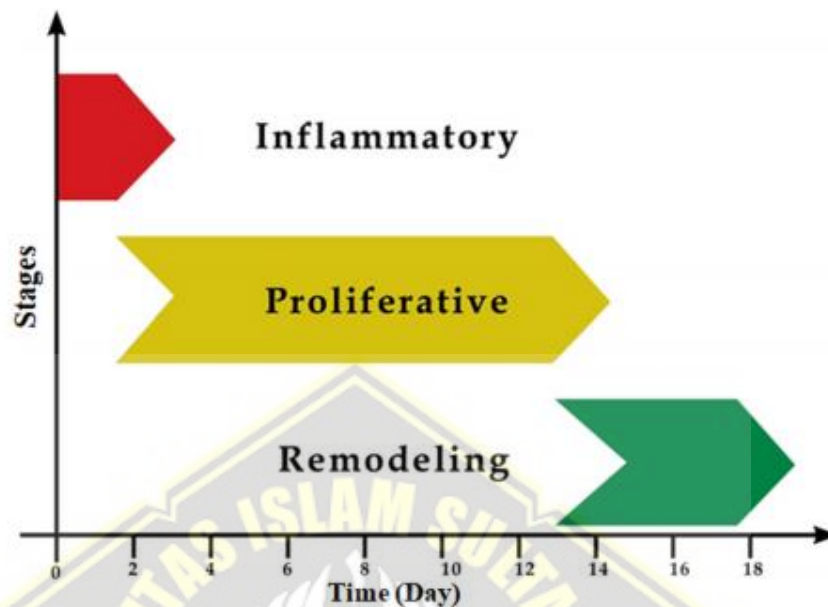 Inflammatory
Proliferative
Remodeling
Stages
0 2 4 6 8 10 12 14 16 18
Time (Day)
ISLAM